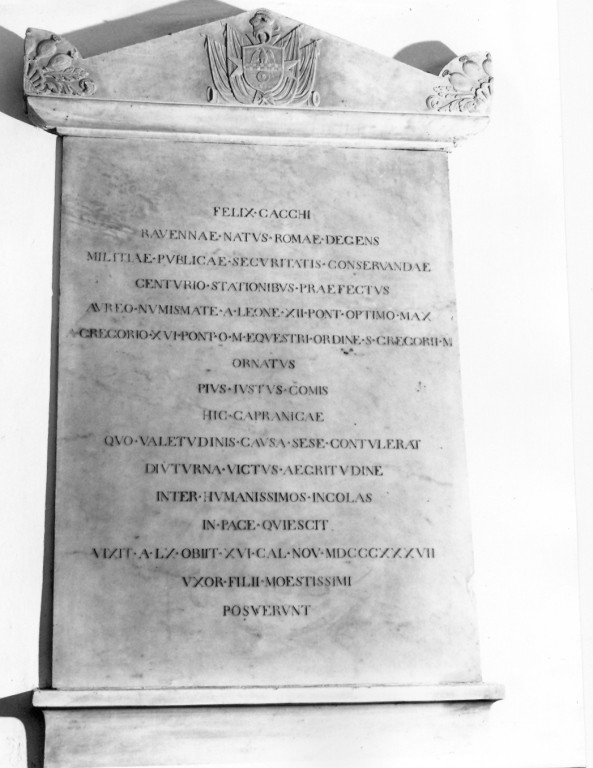 FELIX·CACCHI
RAVENNAE·NATVS·ROMAE·DEGENS
MILITIAE·PVBLICAE·SECVRITATIS·CONSERVANDAE
CENTVRIO·STATIONIBVS·PRAEFECTVS
AVREO·NVMISMATE·A·LEONE·XII·PONT·OPTIMO·MAX
A·GREGORIO·XVI·PONT·O·M·EQVESTRI·ORDINE·S·GREGORII·M
ORNATVS
PIVS·IVSTVS·COMIS
HIC·CAPRANICAE
QVO·VALETVDINIS·CAVSA·SESE·CONTVLERAT
DIVTVRNA·VICTVS·AEGRITVDINE
INTER·HVMANISSIMOS·INCOLAS
IN·PACE·QVIESCIT
VIXIT·A·LX·OBIIT·XVI·CAL·NOV·MDCCCXXXVII
VXOR·FILII·MOESTISSIMI
POSVERVNT